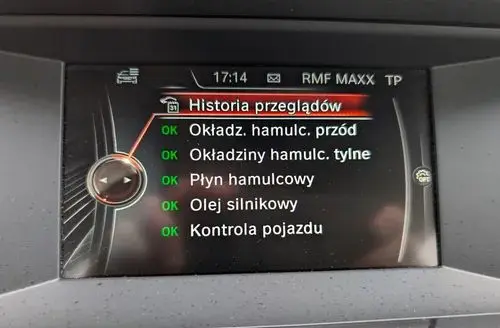 17:14 RMF MAXX TP
31 Historia przeglądów
OK Okładz. hamulc. przód
OK Okładziny hamulc. tylne
OK Płyn hamulcowy
OK Olej silnikowy
OK Kontrola pojazdu